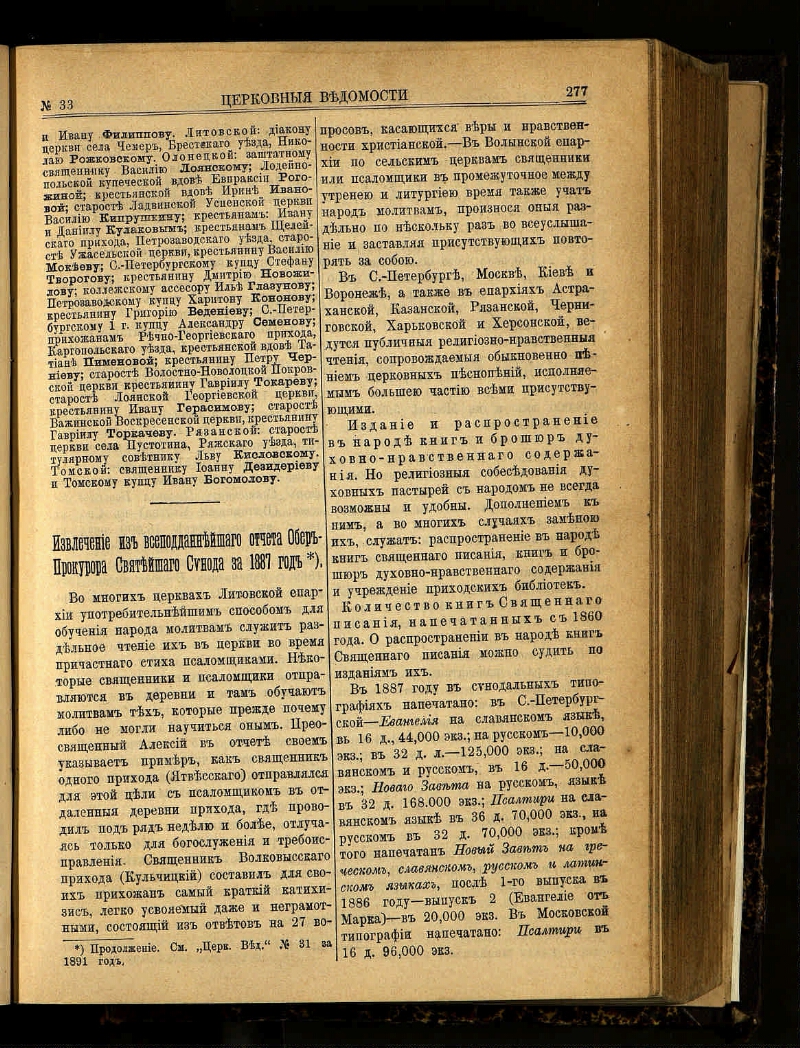 № 33
ЦЕРКОВНЫЯ ВѢДОМОСТИ
277
и Ивану Филиппову. Литовской: діакону
церкви села Чемеръ, Брестскаго уѣзда, Нико-
лаю Рожковскому. Олонецкой: заштатному
священнику Василію Лоянскому; Лодейно-
польской купеческой вдовѣ Евпраксіи Рого-
жиной; крестьянской вдовѣ Иринѣ Ивано-
вой; старостѣ Ладвинской Успенской церкви
Василію Кипрушкину; крестьянамъ: Ивану
и Даніилу Кулаковымъ; крестьянамъ Щелей-
скаго прихода, Петрозаводскаго уѣзда, старо-
стѣ Ужасельской церкви, крестьянину Василію
Мокѣеву; С.-Петербургскому купцу Стефану
Творогову; крестьянину Дмитрію Новожи-
лову; коллежскому ассесору Ильѣ Глазунову;
Петрозаводскому купцу Харитону Кононову;
крестьянину Григорію Веденіеву; С.-Петер-
бургскому 1 г. купцу Александру Семенову;
прихожанамъ Рѣчно-Георгіевскаго прихода,
Каргопольскаго уѣзда, крестьянской вдовѣ Та-
тіанѣ Пименовой; крестьянину Петру Чер-
ніеву; старостѣ Волостно-Новолоцкой Покров-
ской церкви крестьянину Гавріилу Токареву;
старостѣ Лоянской Георгіевской церкви,
крестьянину Ивану Герасимову; старостѣ
Важинской Воскресенской церкви, крестьянину
Гавріилу Торкачеву. Рязанской: старостѣ
церкви села Пустотина, Ряжскаго уѣзда, ти-
тулярному совѣтнику Льву Кисловскому.
Томской: священнику Іоанну Дезидеріеву
и Томскому купцу Ивану Богомолову.
Извлеченіе изъ всеподданнѣйшаго отчета Оберъ-
Прокурора Святѣйшаго Сѵнода за 1887 годъ *).
Во многихъ церквахъ Литовской епар-
хіи употребительнѣйшимъ способомъ для
обученія народа молитвамъ служитъ раз-
дѣльное чтеніе ихъ въ церкви во время
причастнаго стиха псаломщиками. Нѣко-
торые священники и псаломщики отпра-
вляются въ деревни и тамъ обучаютъ
молитвамъ тѣхъ, которые прежде почему
либо не могли научиться онымъ. Прео-
священный Алексій въ отчетѣ своемъ
указываетъ примѣръ, какъ священникъ
одного прихода (Ятвѣсскаго) отправлялся
для этой цѣли съ псаломщикомъ въ от-
даленныя деревни прихода, гдѣ прово-
дилъ подъ рядъ недѣлю и болѣе, отлуча-
ясь только для богослуженія и требоис-
правленія. Священникъ Волковысскаго
прихода (Кульчицкій) составилъ для сво-
ихъ прихожанъ самый краткій катихи-
зисъ, легко усвояемый даже и неграмот-
ными, состоящій изъ отвѣтовъ на 27 во-
*) Продолженіе. См. „Церк. Вѣд.“ № 31 за
1891 годъ.
просовъ, касающихся вѣры и нравствен-
ности христіанской.—Въ Волынской епар-
хіи по сельскимъ церквамъ священники
или псаломщики въ промежуточное между
утренею и литургіею время также учатъ
народъ молитвамъ, произнося оныя раз-
дѣльно по нѣскольку разъ во всеуслыша-
ніе и заставляя присутствующихъ повто-
рять за собою.
Въ С.-Петербургѣ, Москвѣ, Кіевѣ и
Воронежѣ, а также въ епархіяхъ Астра-
ханской, Казанской, Рязанской, Черни-
говской, Харьковской и Херсонской, ве-
дутся публичныя религіозно-нравственныя
чтенія, сопровождаемыя обыкновенно пѣ-
ніемъ церковныхъ пѣснопѣній, исполняе-
мымъ большею частію всѣми присутству-
ющими.
Изданіе и распространеніе
въ народѣ книгъ и брошюръ ду-
ховно-нравственнаго содержа-
нія. Но религіозныя собесѣдованія ду-
ховныхъ пастырей съ народомъ не всегда
возможны и удобны. Дополненіемъ къ
нимъ, а во многихъ случаяхъ замѣною
ихъ, служатъ: распространеніе въ народѣ
книгъ священнаго писанія, книгъ и бро-
шюръ духовно-нравственнаго содержанія
и учрежденіе приходскихъ библіотекъ.
Количество книгъ Священнаго
писанія, напечатанныхъ съ 1860
года. О распространеніи въ народѣ книгъ
Священнаго писанія можно судить по
изданіямъ ихъ.
Въ 1887 году въ сѵнодальныхъ типо-
графіяхъ напечатано: въ С.-Петербург-
ской—Евангелія на славянскомъ языкѣ,
въ 16 д., 44,000 экз.; на русскомъ—10,000
экз.; въ 32 д. л.—125,000 экз.; на сла-
вянскомъ и русскомъ, въ 16 д.—50,000
экз.; Новаго Завѣта на русскомъ, языкѣ
въ 32 д. 168.000 экз.; Псалтири на сла-
вянскомъ языкѣ въ 36 д. 70,000 экз., на
русскомъ въ 32 д. 70,000 экз.; кромѣ
того напечатанъ Новый Завѣтъ на гре-
ческомъ, славянскомъ, русскомъ и латин-
скомъ языкахъ, послѣ 1-го выпуска въ
1886 году—выпускъ 2 (Евангеліе отъ
Марка)—въ 20,000 экз. Въ Московской
типографіи напечатано: Псалтири въ
16 д. 96,000 экз.